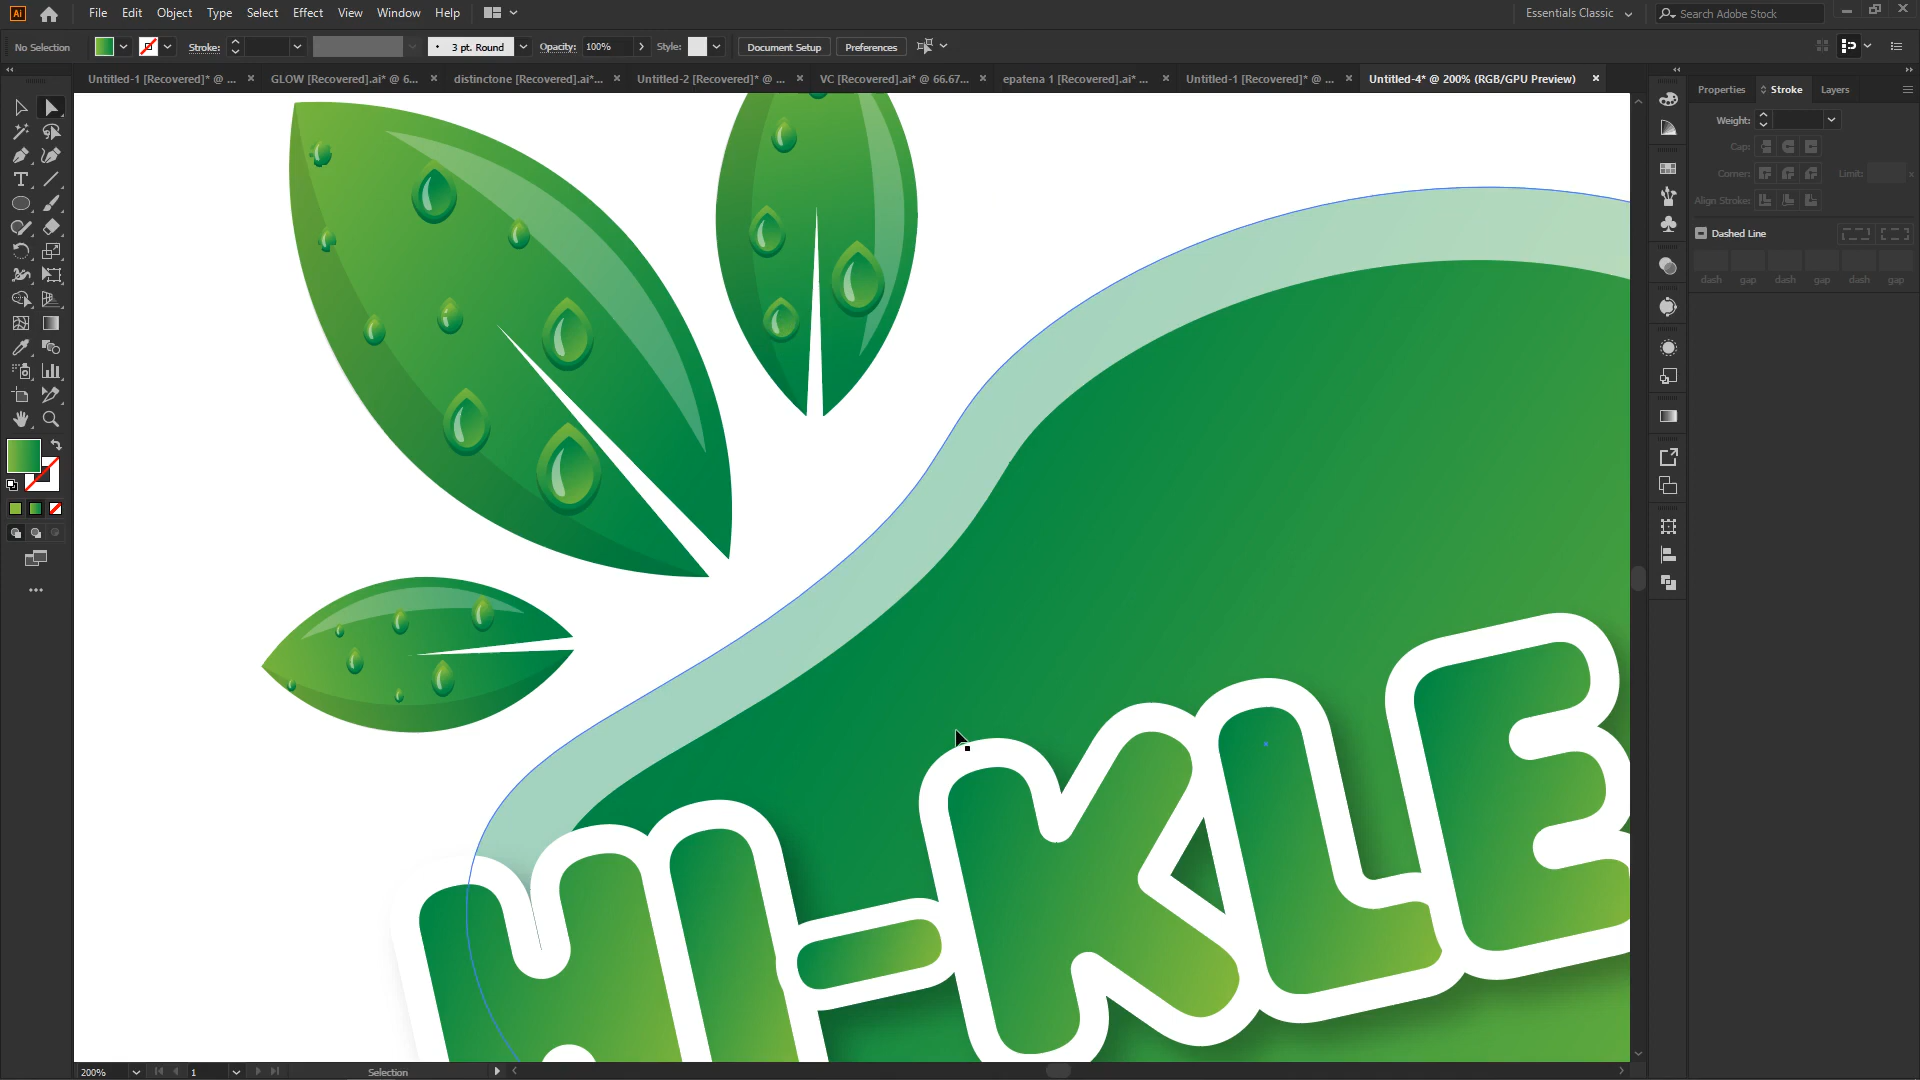 Ai File Edit Object Type Select Effect View Window Help Essentials Classic Search Adobe Stock
No Selection Stroke: 3 pt. Round Opacity: 100% Style: Document Setup Preferences
Untitled-1 [Recovered]* @ ... GLOW [Recovered].ai* @ 6... distinctone [Recovered].ai*... Untitled-2 [Recovered]* @ ... VC [Recovered].ai* @ 66.67... epatena 1 [Recovered].ai* ... Untitled-1 [Recovered]* @ ... Untitled-4* @ 200% (RGB/GPU Preview)
Properties Stroke Layers
Weight:
Cap:
Corner: Limit: x
Align Stroke:
Dashed Line
dash gap dash gap dash gap
HI-KLE
200% 1 Selection